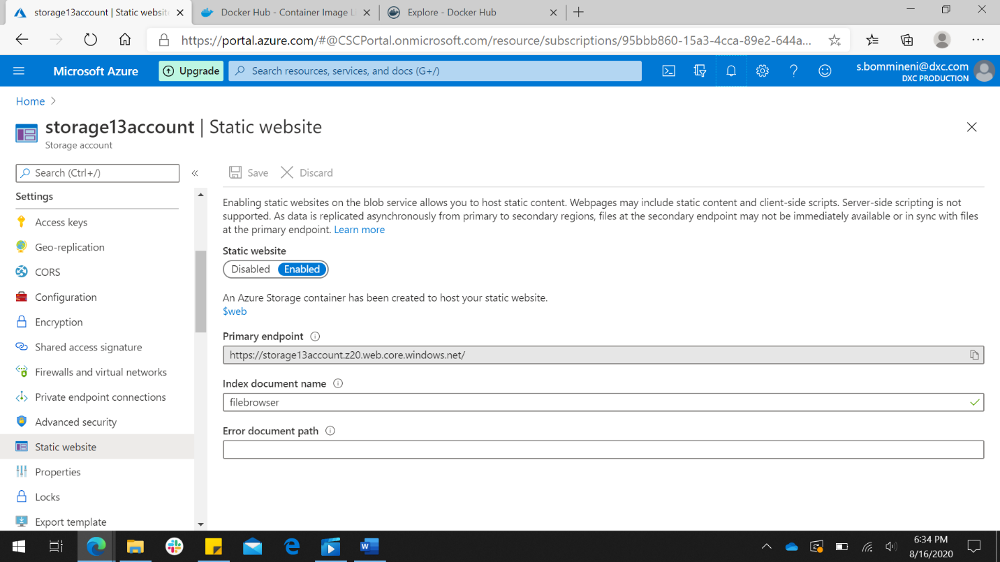 storage13account | Static websit
Docker Hub - Container Image L
Explore - Docker Hub
https://portal.azure.com/#@CSCPortal.onmicrosoft.com/resource/subscriptions/95bbb860-15a3-4cca-89e2-644a...
Microsoft Azure
Upgrade
Search resources, services, and docs (G+/)
s.bommineni@dxc.com
DXC PRODUCTION
Home >
storage13account | Static website
Storage account
Search (Ctrl+/)
«
Save
Discard
Settings
Access keys
Geo-replication
CORS
Configuration
Encryption
Shared access signature
Firewalls and virtual networks
Private endpoint connections
Advanced security
Static website
Properties
Locks
Export template
Enabling static websites on the blob service allows you to host static content. Webpages may include static content and client-side scripts. Server-side scripting is not
supported. As data is replicated asynchronously from primary to secondary regions, files at the secondary endpoint may not be immediately available or in sync with files
at the primary endpoint. Learn more
Static website
Disabled Enabled
An Azure Storage container has been created to host your static website.
$web
Primary endpoint
https://storage13account.z20.web.core.windows.net/
Index document name
filebrowser
Error document path
6:34 PM
8/16/2020